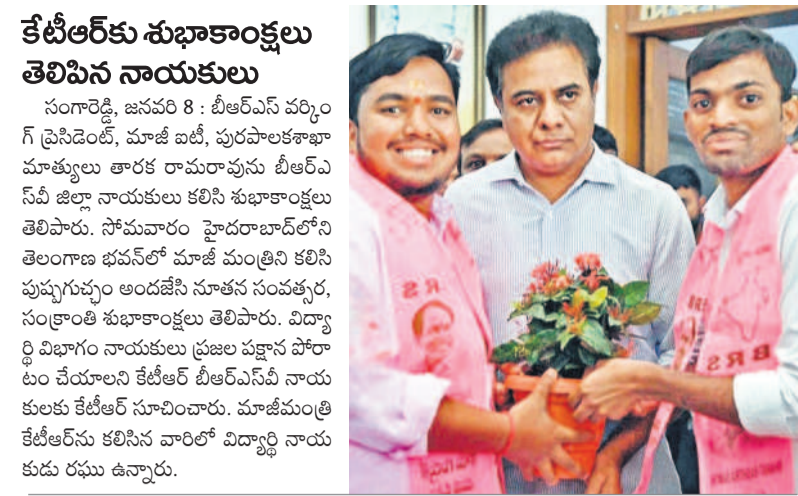 కేటీఆర్‌కు శుభాకాంక్షలు
తెలిపిన నాయకులు
సంగారెడ్డి, జనవరి 8 : బీఆర్ఎస్ వర్కిం
గ్ ప్రెసిడెంట్, మాజీ ఐటీ, పురపాలకశాఖా
మాత్యులు తారక రామరావును బీఆర్ఎ
స్‌వీ జిల్లా నాయకులు కలిసి శుభాకాంక్షలు
తెలిపారు. సోమవారం హైదరాబాద్‌లోని
తెలంగాణ భవన్‌లో మాజీ మంత్రిని కలిసి
పుష్పగుచ్ఛం అందజేసి నూతన సంవత్సర,
సంక్రాంతి శుభాకాంక్షలు తెలిపారు. విద్యా
ర్థి విభాగం నాయకులు ప్రజల పక్షాన పోరా
టం చేయాలని కేటీఆర్ బీఆర్ఎస్‌వీ నాయ
కులకు కేటీఆర్ సూచించారు. మాజీమంత్రి
కేటీఆర్‌ను కలిసిన వారిలో విద్యార్థి నాయ
కుడు రఘు ఉన్నారు.
B R S
B R S